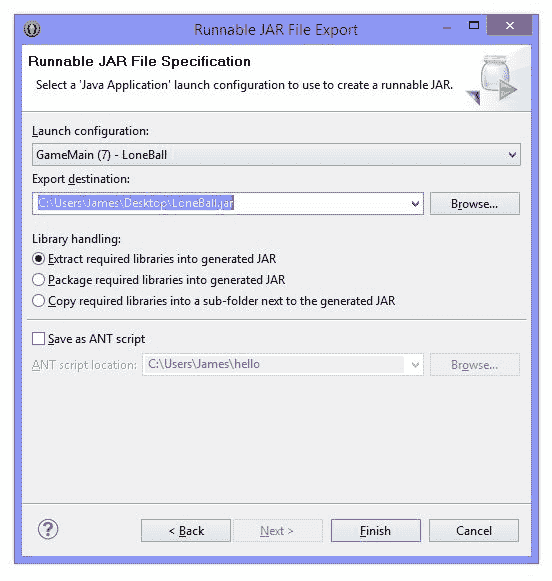 Runnable JAR File Export
Runnable JAR File Specification
Select a 'Java Application' launch configuration to use to create a runnable JAR.
Launch configuration:
GameMain (7) - LoneBall
Export destination:
C:\Users\James\Desktop\LoneBall.jar
Browse...
Library handling:
Extract required libraries into generated JAR
Package required libraries into generated JAR
Copy required libraries into a sub-folder next to the generated JAR
Save as ANT script
ANT script location:
C:\Users\James\hello
Browse...
?
< Back
Next >
Finish
Cancel